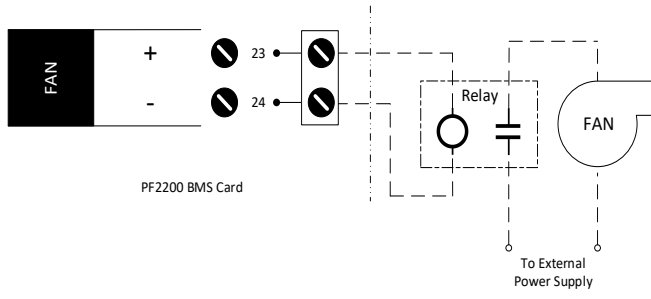 FAN
+
-
23
24
PF2200 BMS Card
Relay
FAN
To External
Power Supply